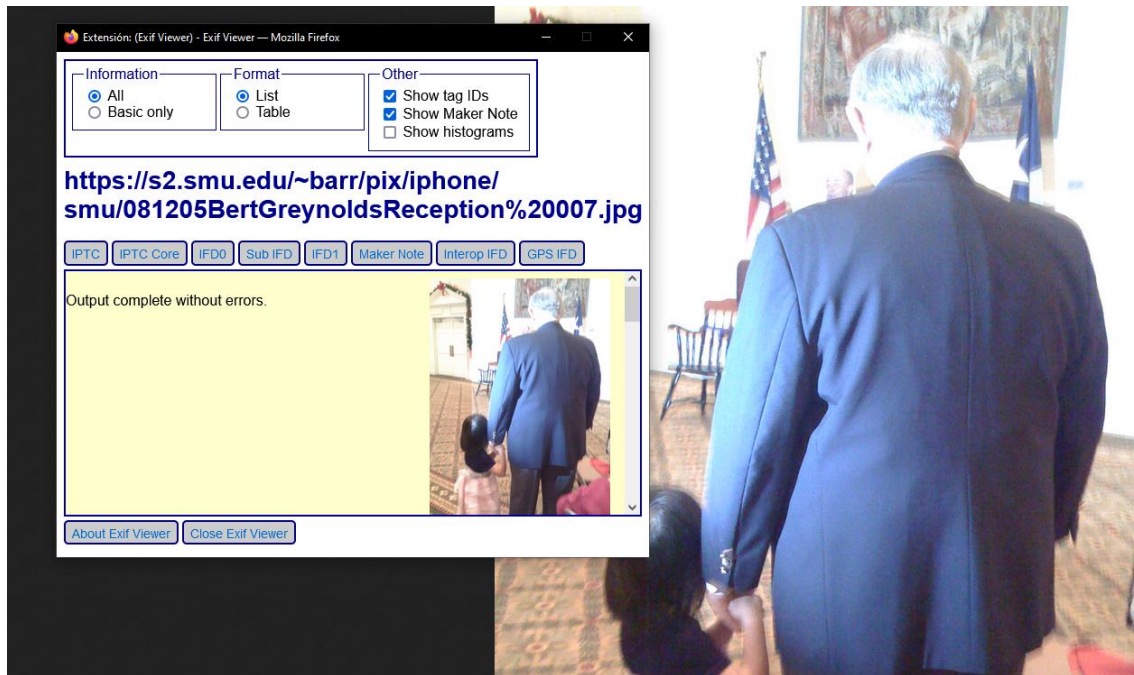 Extensión: (Exif Viewer) - Exif Viewer — Mozilla Firefox
Information
Format
Other
All
Basic only
List
Table
Show tag IDs
Show Maker Note
Show histograms
https://s2.smu.edu/~barr/pix/iphone/
smu/081205BertGreynoldsReception%20007.jpg
IPTC
IPTC Core
IFD0
Sub IFD
IFD1
Maker Note
Interop IFD
GPS IFD
Output complete without errors.
About Exif Viewer
Close Exif Viewer